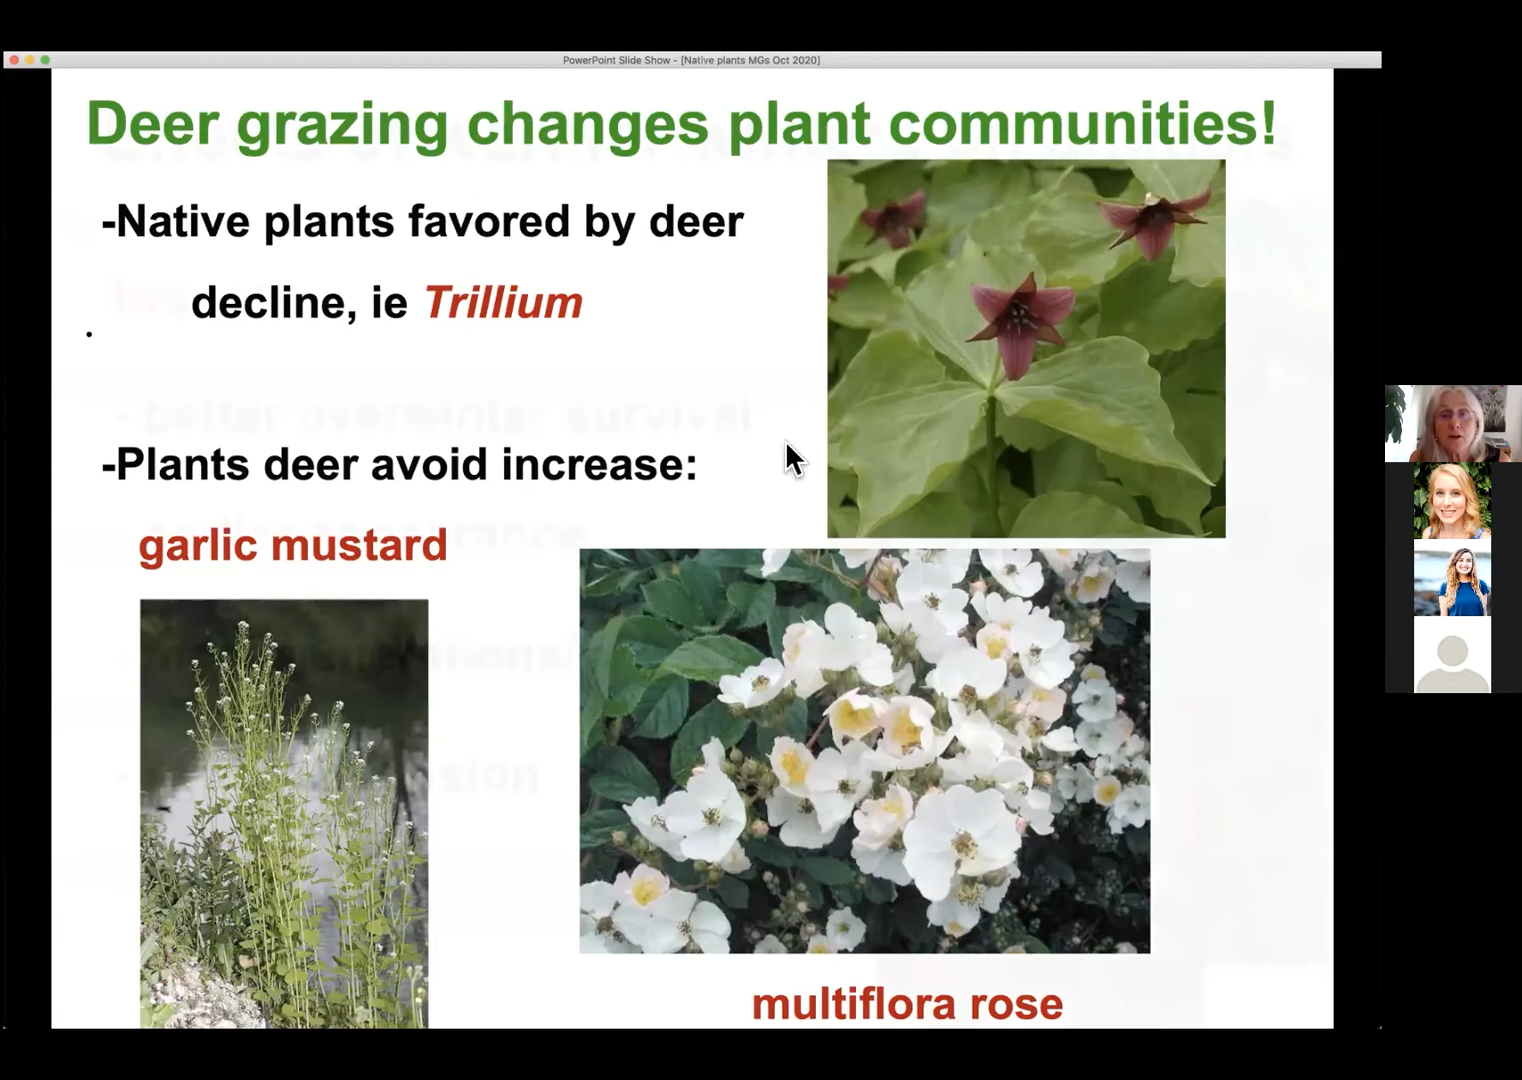 PowerPoint Slide Show - [Native plants MGs Oct 2020]
Deer grazing changes plant communities!
-Native plants favored by deer
decline, ie Trillium
- better overwinter survival
-Plants deer avoid increase:
garlic mustard
multiflora rose